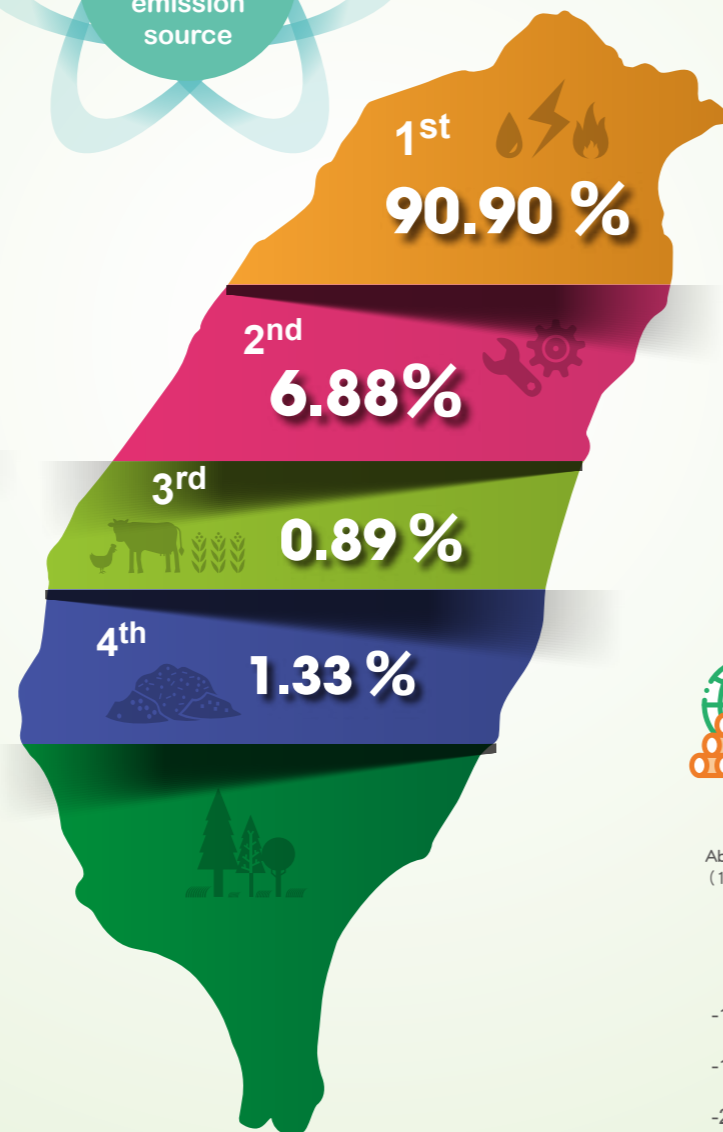 emission
source
1st
90.90 %
2nd
6.88%
3rd
0.89 %
4th
1.33 %